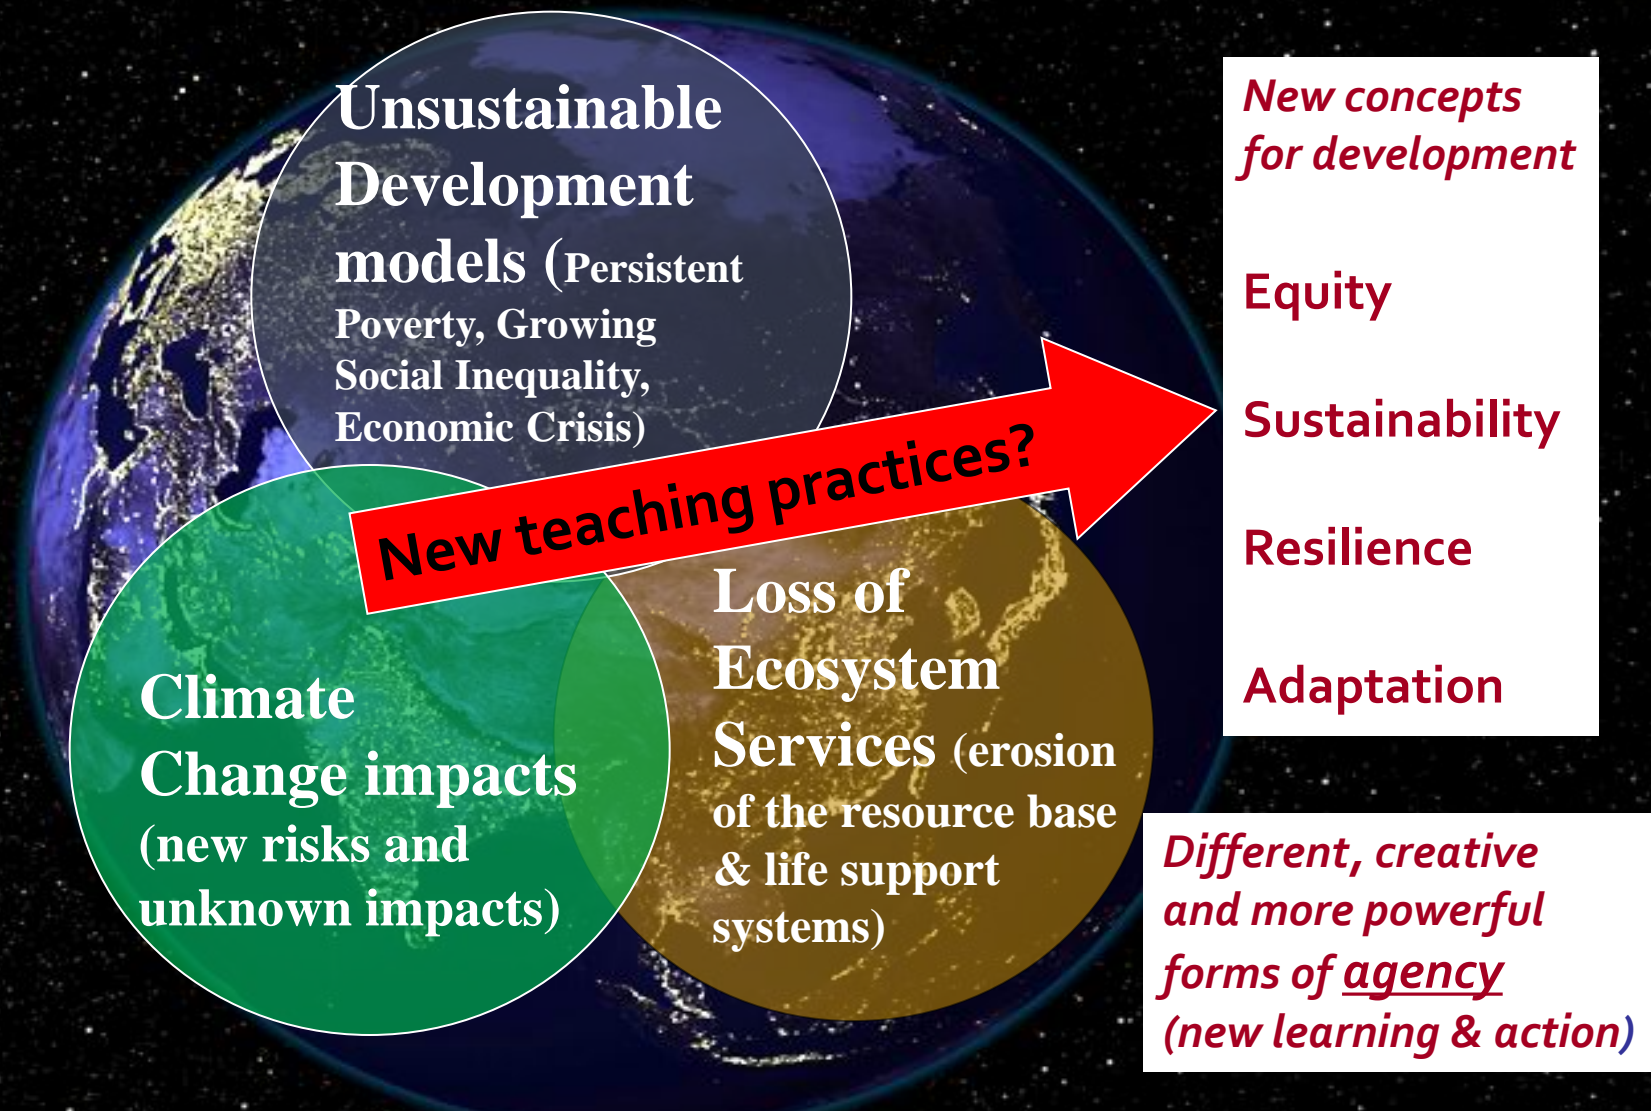 Unsustainable
Development
models (Persistent
Poverty, Growing
Social Inequality,
Economic Crisis)
New teaching practices?
Climate
Change impacts
(new risks and
unknown impacts)
Loss of
Ecosystem
Services (erosion
of the resource base
& life support
systems)
New concepts
for development
Equity
Sustainability
Resilience
Adaptation
Different, creative
and more powerful
forms of agency
(new learning & action)